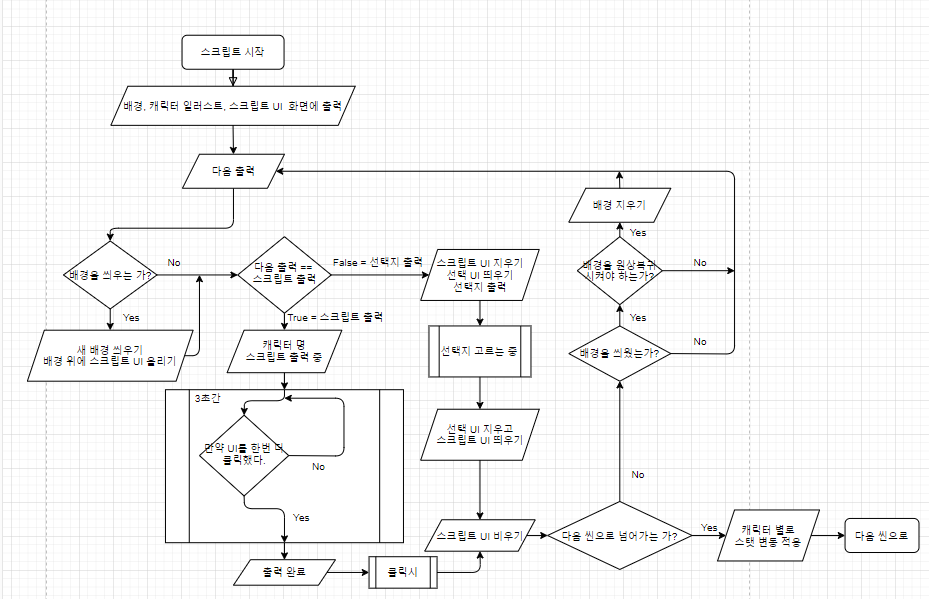 스크립트 시작
배경, 캐릭터 일러스트, 스크립트 UI 화면에 출력
다음 출력
배경을 씌우는 가?
No
Yes
새 배경 씌우기
배경 위에 스크립트 UI 올리기
다음 출력 ==
스크립트 출력
False = 선택지 출력
True = 스크립트 출력
캐릭터 명
스크립트 출력 중
3초간
만약 UI를 한번 더
클릭했다.
No
Yes
출력 완료
클릭시
스크립트 UI 지우기
선택 UI 띄우기
선택지 출력
선택지 고르는 중
선택 UI 지우고
스크립트 UI 띄우기
스크립트 UI 비우기
다음 씬으로 넘어가는 가?
No
Yes
배경을 씌웠는가?
No
Yes
배경을 원상복귀
시켜야 하는가?
No
Yes
배경 지우기
캐릭터 별로
스탯 변동 적용
다음 씬으로